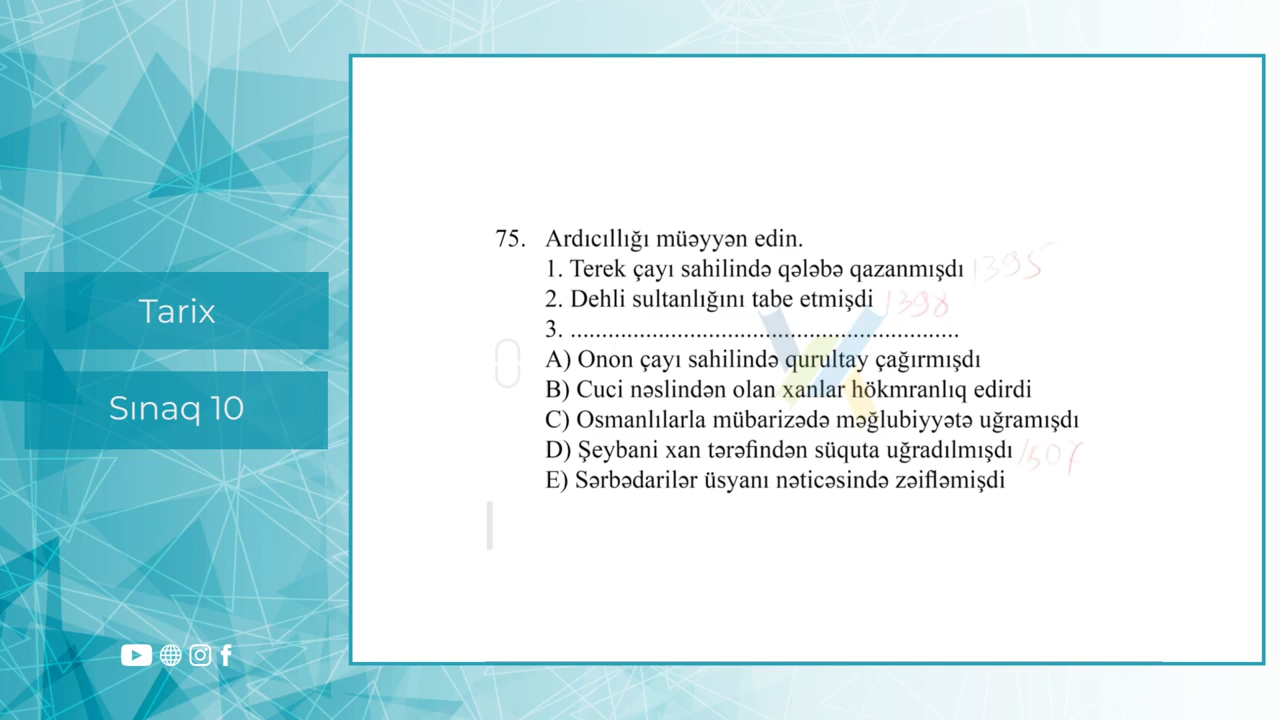 Tarix
Sınaq 10
75. Ardıcıllığı müəyyən edin.
1. Terek çayı sahilində qələbə qazanmışdı 1395
2. Dehli sultanlığını tabe etmişdi 1398
3. ..............................................................
A) Onon çayı sahilində qurultay çağırmışdı
B) Cuci nəslindən olan xanlar hökmranlıq edirdi
C) Osmanlılarla mübarizədə məğlubiyyətə uğramışdı
D) Şeybani xan tərəfindən süquta uğradılmışdı 1507
E) Sərbədarilər üsyanı nəticəsində zəifləmişdi